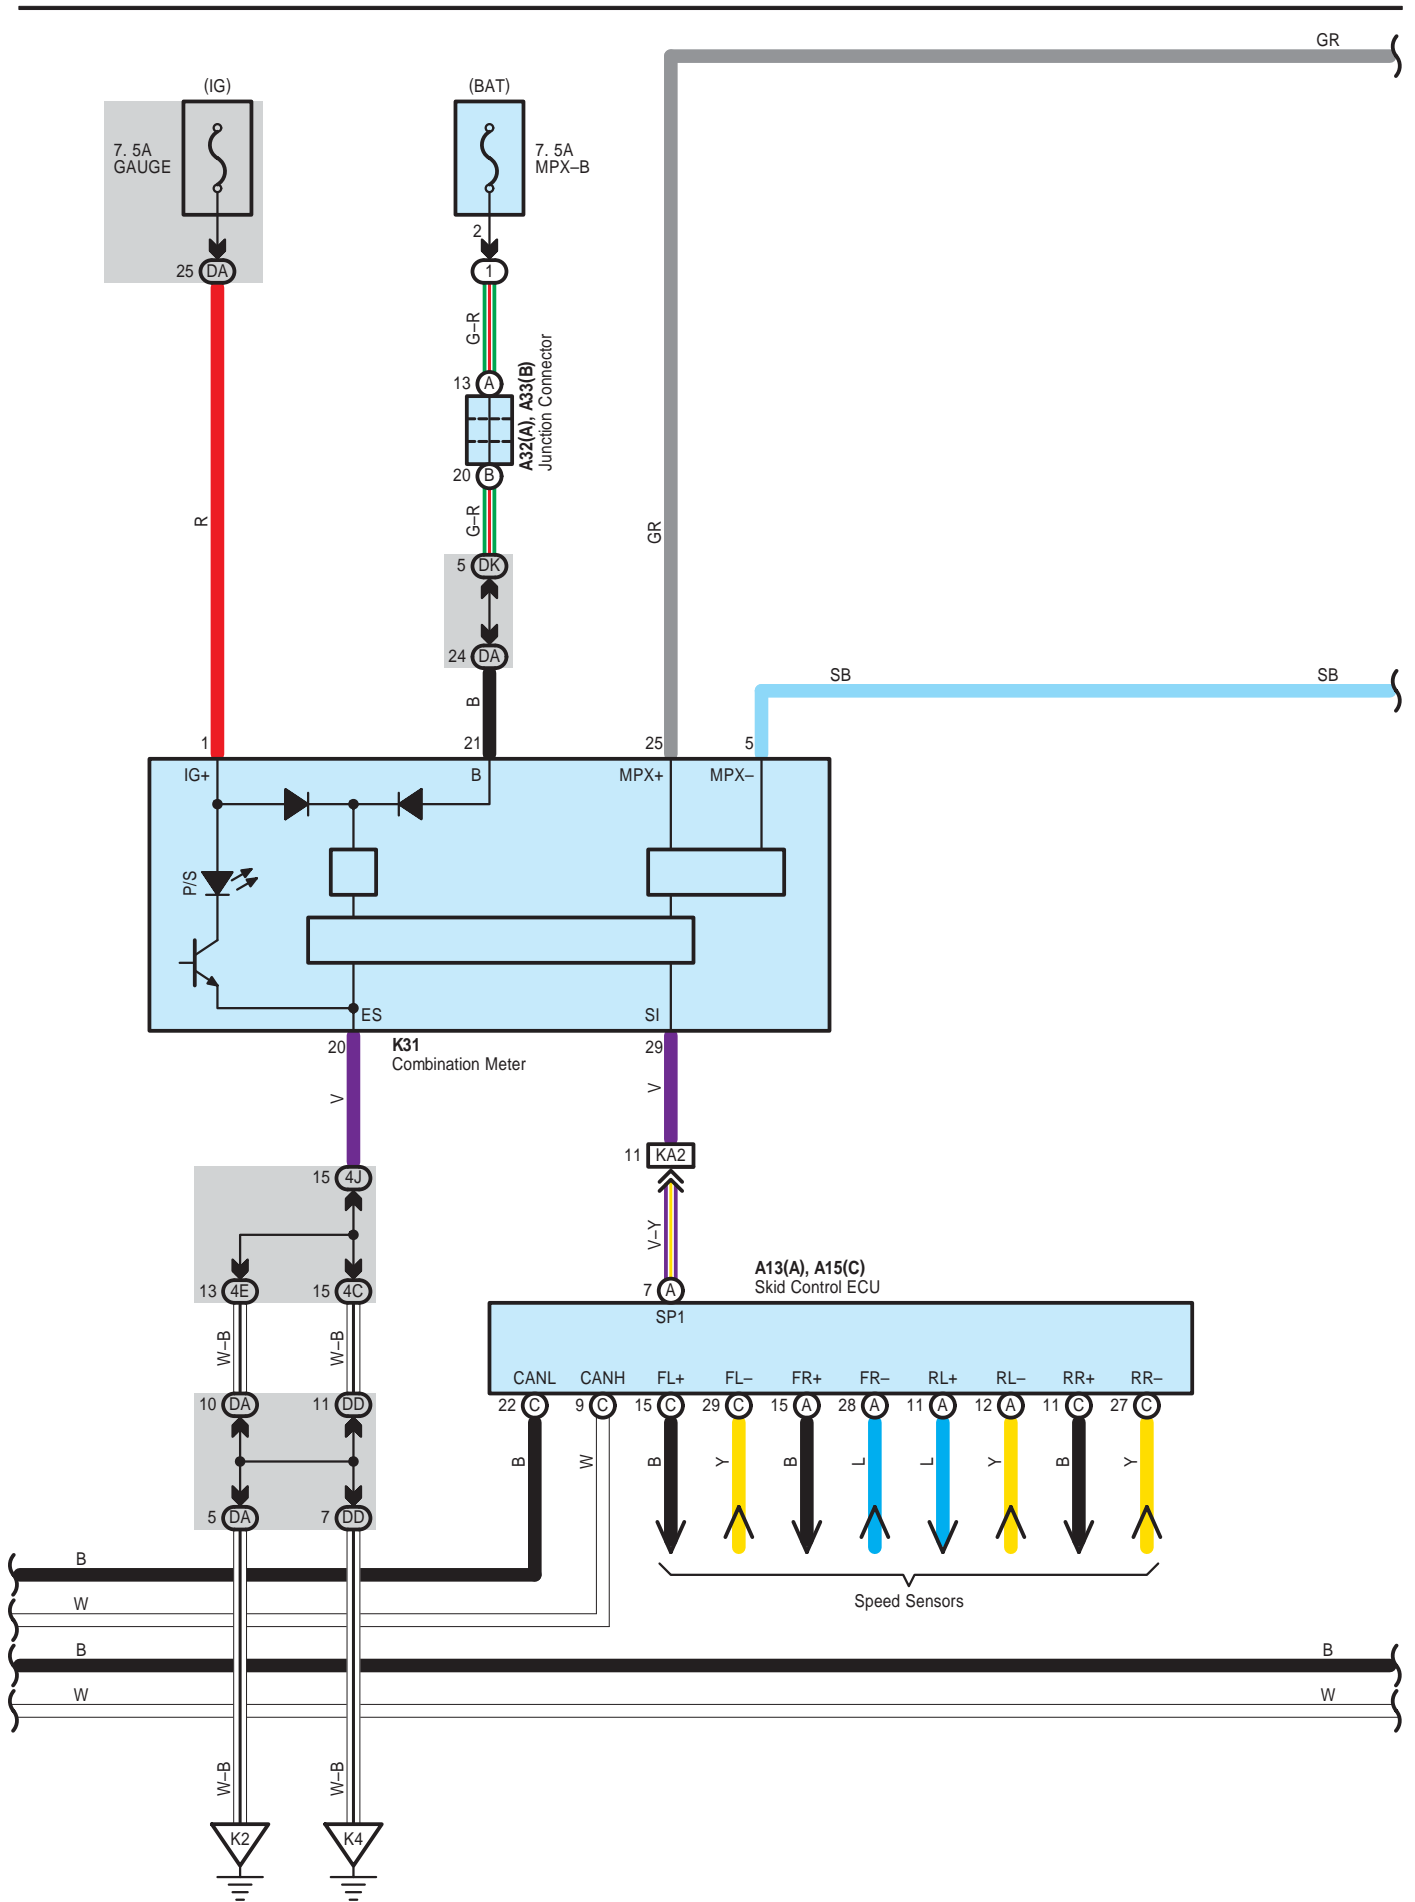 GR
(IG)
(BAT)
7. 5A
GAUGE
7. 5A
MPX–B
2
25 DA
1
G–R
13 A
A32(A), A33(B)
Junction Connector
20 B
R
G–R
GR
5 DK
24 DA
SB
SB
B
1
21
25
5
IG+
B
MPX+
MPX–
P/S
ES
SI
20
K31
29
Combination Meter
V
V
11 KA2
15 4J
V–Y
A13(A), A15(C)
Skid Control ECU
13 4E
15 4C
7 A
SP1
W–B
W–B
CANL
CANH
FL+
FL–
FR+
FR–
RL+
RL–
RR+
RR–
10 DA
11 DD
22 C
9 C
15 C
29 C
15 A
28 A
11 A
12 A
11 C
27 C
B
W
B
Y
B
L
L
Y
B
Y
5 DA
7 DD
B
Speed Sensors
W
B
B
W
W
W–B
W–B
K2
K4